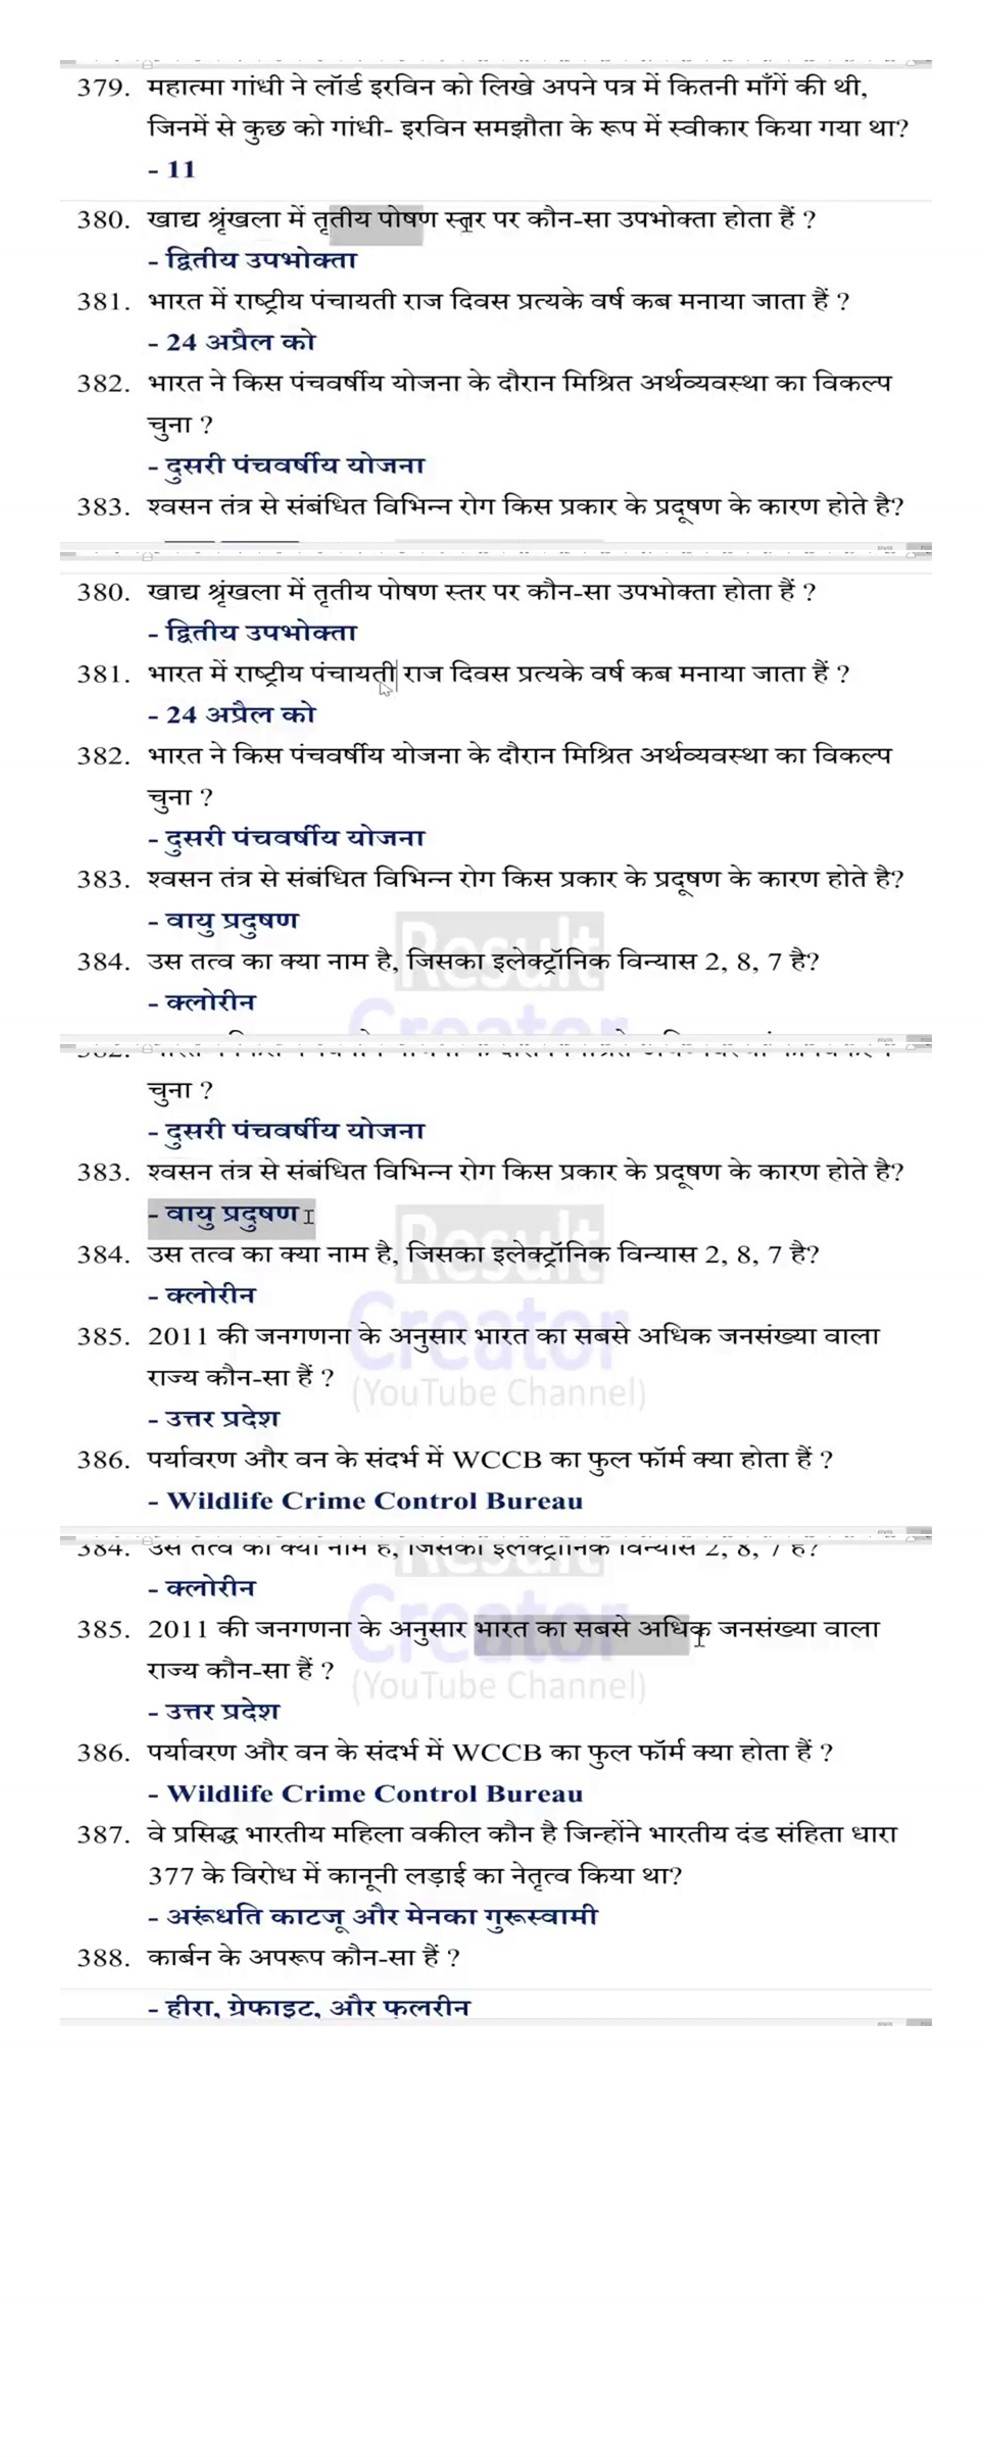 379. महात्मा गांधी ने लॉर्ड इरविन को लिखे अपने पत्र में कितनी माँगें की थी,
जिनमें से कुछ को गांधी- इरविन समझौता के रूप में स्वीकार किया गया था?
- 11
380. खाद्य श्रृंखला में तृतीय पोषण स्तर पर कौन-सा उपभोक्ता होता हैं ?
- द्वितीय उपभोक्ता
381. भारत में राष्ट्रीय पंचायती राज दिवस प्रत्यके वर्ष कब मनाया जाता हैं ?
- 24 अप्रैल को
382. भारत ने किस पंचवर्षीय योजना के दौरान मिश्रित अर्थव्यवस्था का विकल्प
चुना ?
- दुसरी पंचवर्षीय योजना
383. श्वसन तंत्र से संबंधित विभिन्न रोग किस प्रकार के प्रदूषण के कारण होते है?
380. खाद्य श्रृंखला में तृतीय पोषण स्तर पर कौन-सा उपभोक्ता होता हैं ?
- द्वितीय उपभोक्ता
381. भारत में राष्ट्रीय पंचायती राज दिवस प्रत्यके वर्ष कब मनाया जाता हैं ?
- 24 अप्रैल को
382. भारत ने किस पंचवर्षीय योजना के दौरान मिश्रित अर्थव्यवस्था का विकल्प
चुना ?
- दुसरी पंचवर्षीय योजना
383. श्वसन तंत्र से संबंधित विभिन्न रोग किस प्रकार के प्रदूषण के कारण होते है?
- वायु प्रदुषण
Result
384. उस तत्व का क्या नाम है, जिसका इलेक्ट्रॉनिक विन्यास 2, 8, 7 है?
- क्लोरीन
Creator
चुना ?
- दुसरी पंचवर्षीय योजना
383. श्वसन तंत्र से संबंधित विभिन्न रोग किस प्रकार के प्रदूषण के कारण होते है?
- वायु प्रदुषण
Result
384. उस तत्व का क्या नाम है, जिसका इलेक्ट्रॉनिक विन्यास 2, 8, 7 है?
- क्लोरीन
Creator
385. 2011 की जनगणना के अनुसार भारत का सबसे अधिक जनसंख्या वाला
राज्य कौन-सा हैं ?
(YouTube Channel)
- उत्तर प्रदेश
386. पर्यावरण और वन के संदर्भ में WCCB का फुल फॉर्म क्या होता हैं ?
- Wildlife Crime Control Bureau
384. उस तत्व का क्या नाम है, जिसका इलेक्ट्रॉनिक विन्यास 2, 8, 7 है?
- क्लोरीन
Creator
385. 2011 की जनगणना के अनुसार भारत का सबसे अधिक जनसंख्या वाला
राज्य कौन-सा हैं ?
(YouTube Channel)
- उत्तर प्रदेश
386. पर्यावरण और वन के संदर्भ में WCCB का फुल फॉर्म क्या होता हैं ?
- Wildlife Crime Control Bureau
387. वे प्रसिद्ध भारतीय महिला वकील कौन है जिन्होंने भारतीय दंड संहिता धारा
377 के विरोध में कानूनी लड़ाई का नेतृत्व किया था?
- अरूंधति काटजू और मेनका गुरूस्वामी
388. कार्बन के अपरूप कौन-सा हैं ?
- हीरा, ग्रेफाइट, और फुलरीन